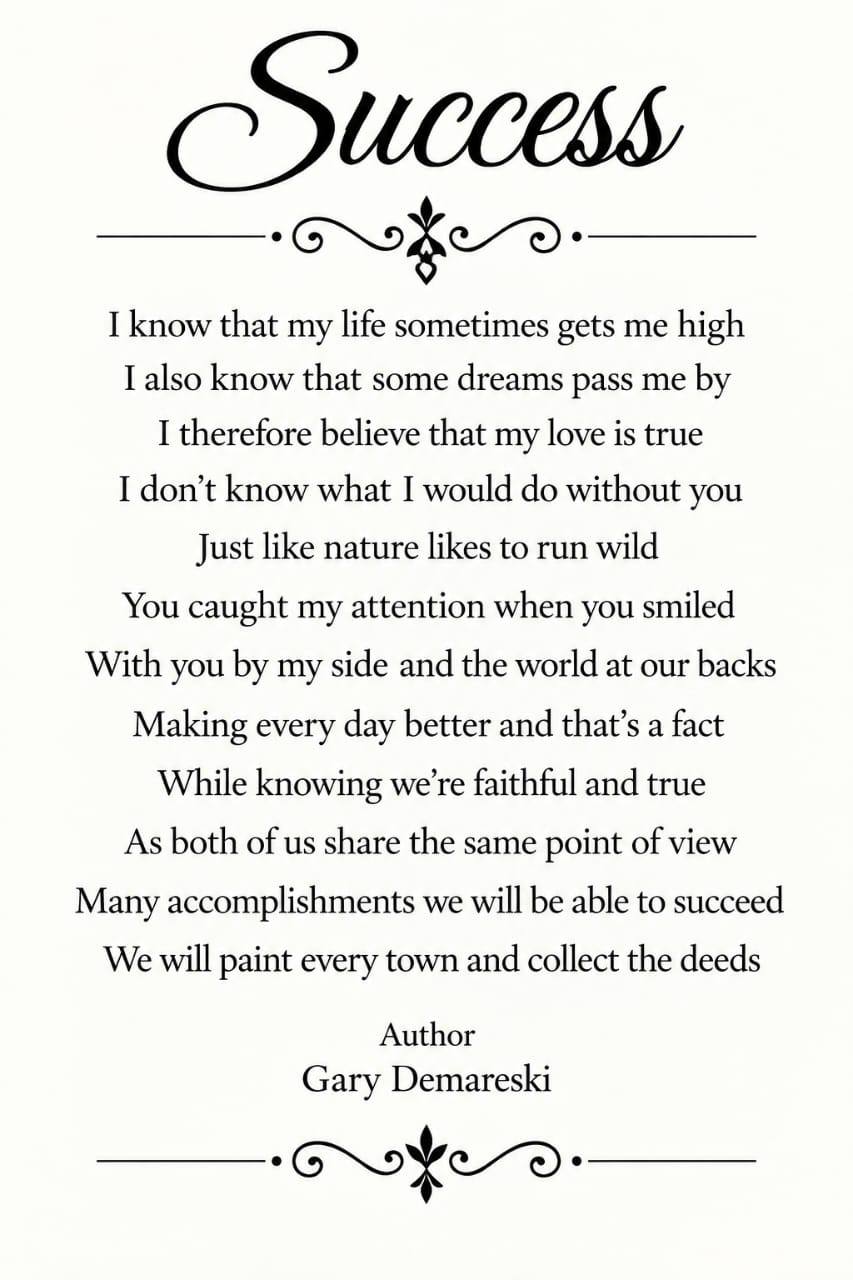 Success
I know that my life sometimes gets me high
I also know that some dreams pass me by
I therefore believe that my love is true
I don’t know what I would do without you
Just like nature likes to run wild
You caught my attention when you smiled
With you by my side and the world at our backs
Making every day better and that’s a fact
While knowing we’re faithful and true
As both of us share the same point of view
Many accomplishments we will be able to succeed
We will paint every town and collect the deeds
Author
Gary Demareski